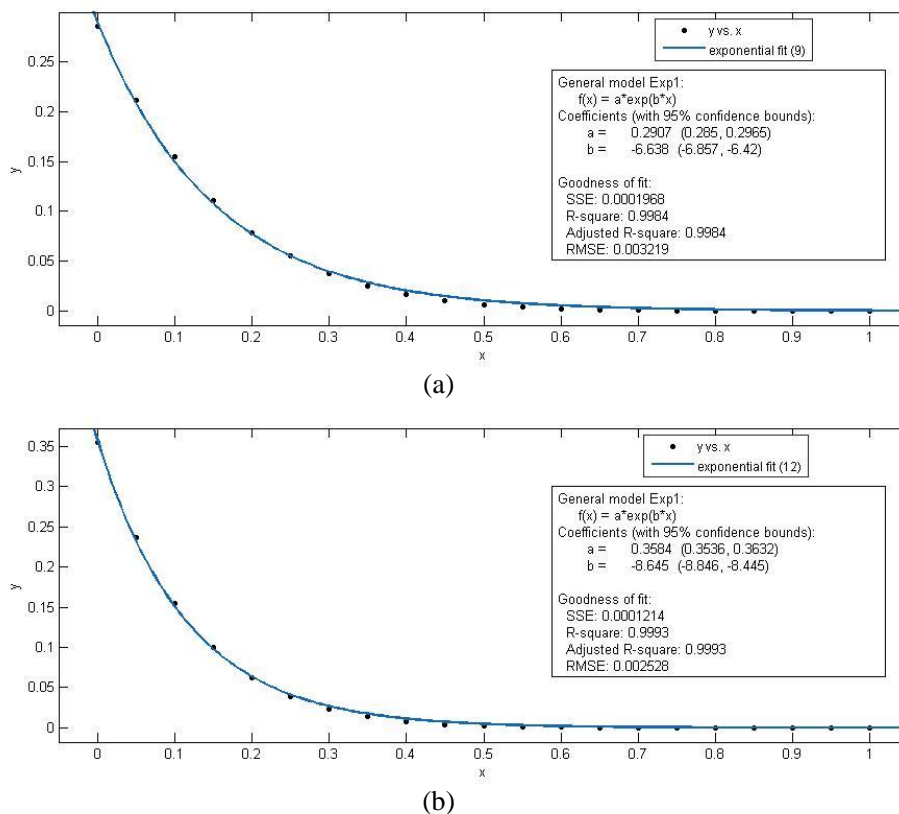 y vs. x
exponential fit (9)
General model Exp1:
f(x) = a*exp(b*x)
Coefficients (with 95% confidence bounds):
a = 0.2907 (0.285, 0.2965)
b = -6.638 (-6.857, -6.42)
Goodness of fit:
SSE: 0.0001968
R-square: 0.9984
Adjusted R-square: 0.9984
RMSE: 0.003219
0.25
0.2
0.15
0.1
0.05
0
y
0 0.1 0.2 0.3 0.4 0.5 0.6 0.7 0.8 0.9 1
x
(a)
y vs. x
exponential fit (12)
General model Exp1:
f(x) = a*exp(b*x)
Coefficients (with 95% confidence bounds):
a = 0.3584 (0.3536, 0.3632)
b = -8.645 (-8.846, -8.445)
Goodness of fit:
SSE: 0.0001214
R-square: 0.9993
Adjusted R-square: 0.9993
RMSE: 0.002528
0.35
0.3
0.25
0.2
0.15
0.1
0.05
0
y
0 0.1 0.2 0.3 0.4 0.5 0.6 0.7 0.8 0.9 1
x
(b)